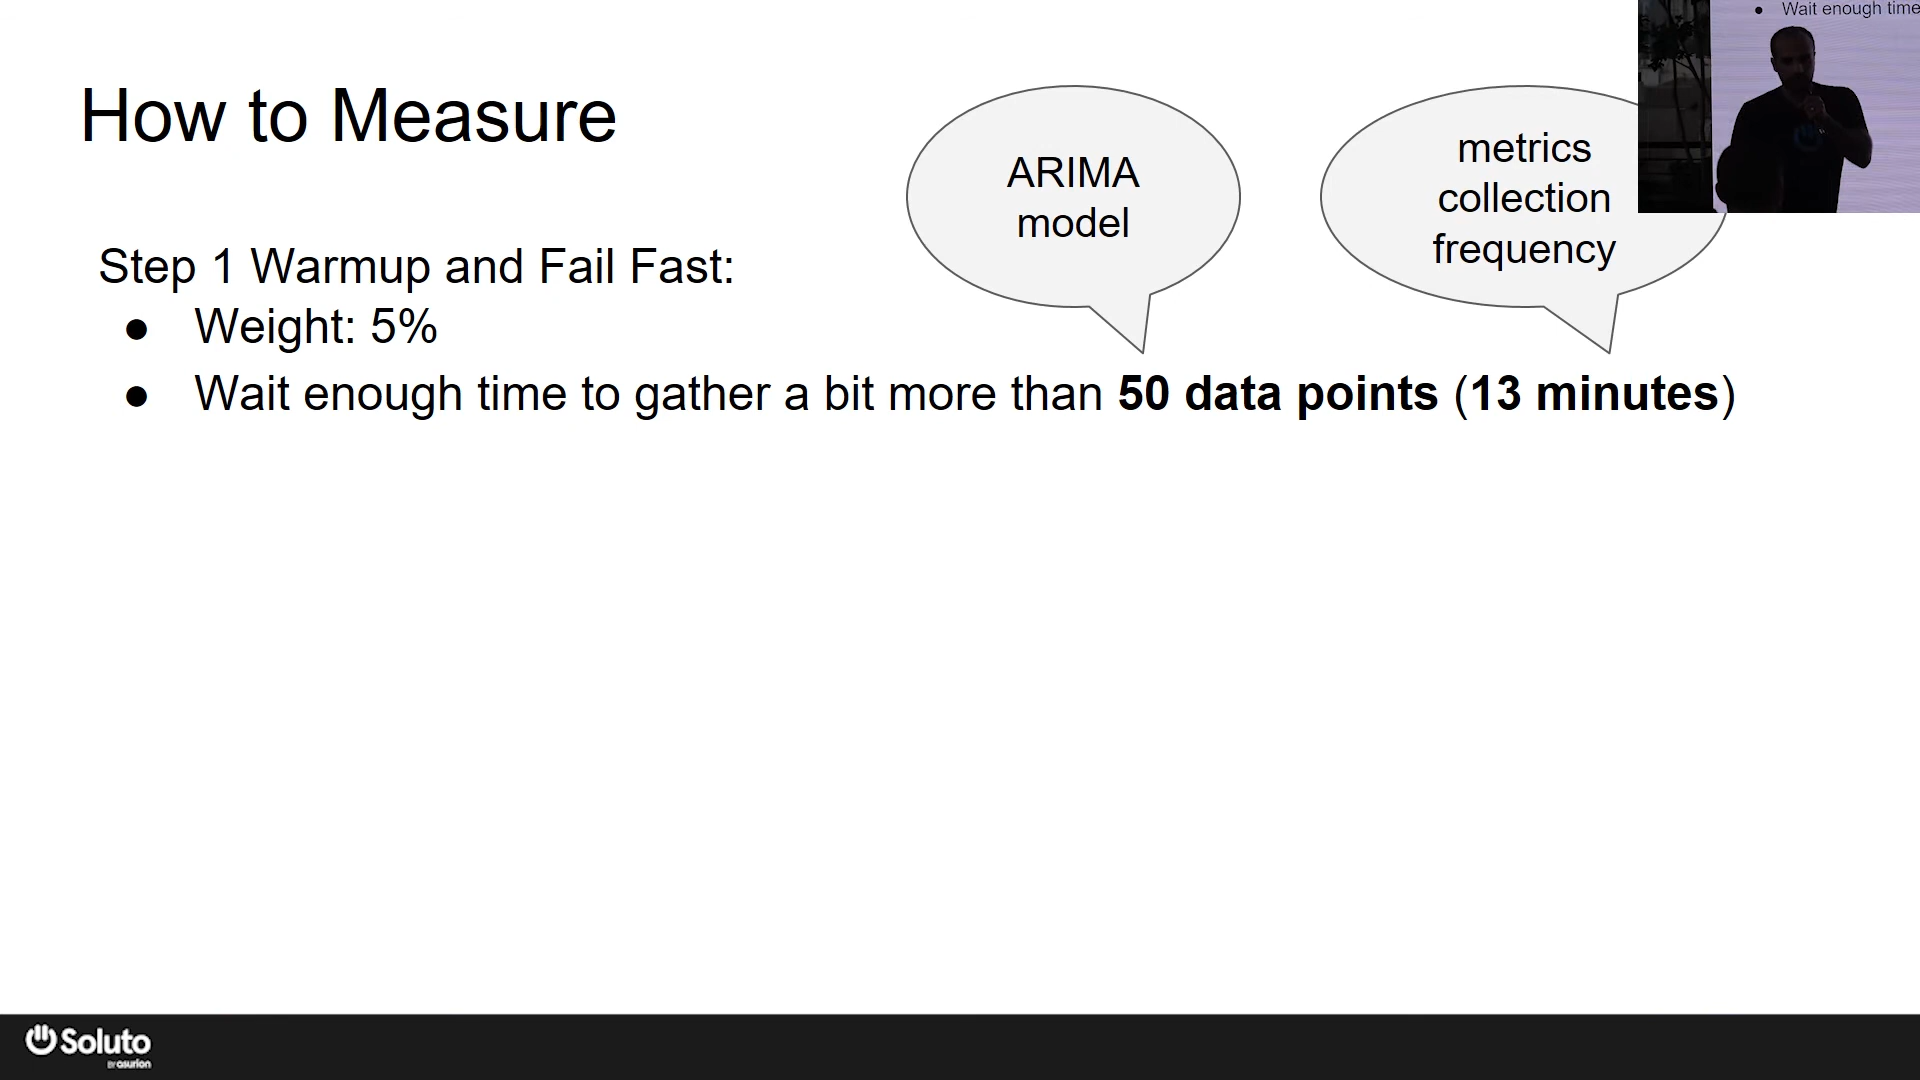 How to Measure
ARIMA
model
metrics
collection
frequency
● Wait enough time
Step 1 Warmup and Fail Fast:
● Weight: 5%
● Wait enough time to gather a bit more than 50 data points (13 minutes)
Soluto
BY asurion